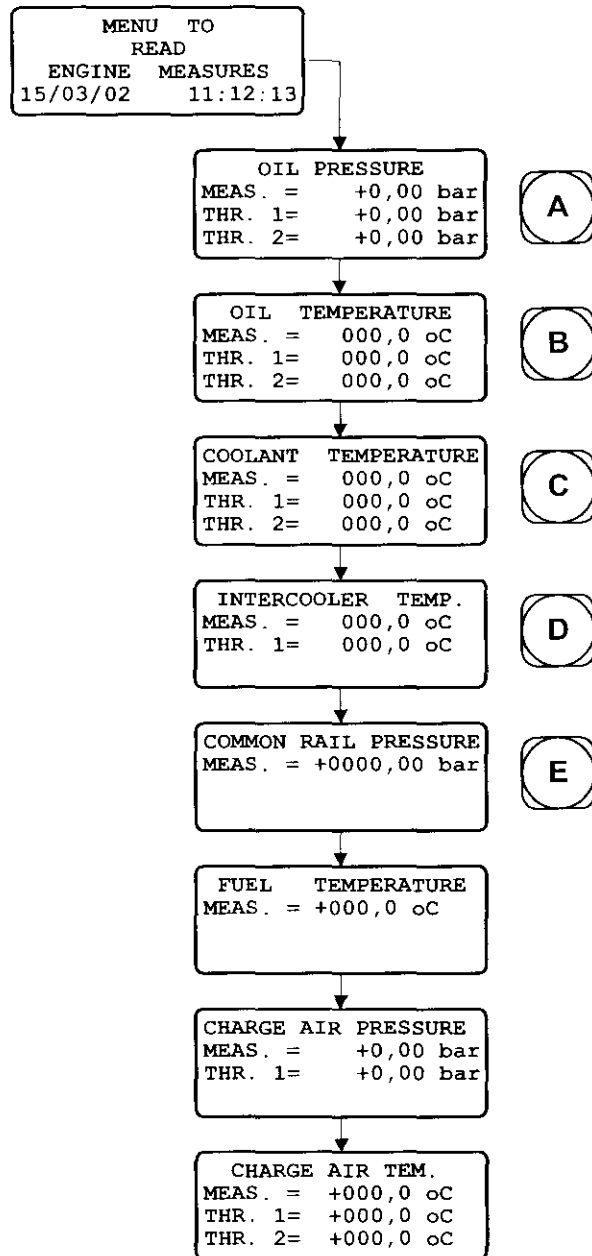 MENU TO
READ
ENGINE MEASURES
15/03/02 11:12:13
OIL PRESSURE
MEAS. = +0,00 bar
THR. 1= +0,00 bar
THR. 2= +0,00 bar
A
OIL TEMPERATURE
MEAS. = 000,0 oC
THR. 1= 000,0 oC
THR. 2= 000,0 oC
B
COOLANT TEMPERATURE
MEAS. = 000,0 oC
THR. 1= 000,0 oC
THR. 2= 000,0 oC
C
INTERCOOLER TEMP.
MEAS. = 000,0 oC
THR. 1= 000,0 oC
D
COMMON RAIL PRESSURE
MEAS. = +0000,00 bar
E
FUEL TEMPERATURE
MEAS. = +000,0 oC
CHARGE AIR PRESSURE
MEAS. = +0,00 bar
THR. 1= +0,00 bar
CHARGE AIR TEM.
MEAS. = +000,0 oC
THR. 1= +000,0 oC
THR. 2= +000,0 oC